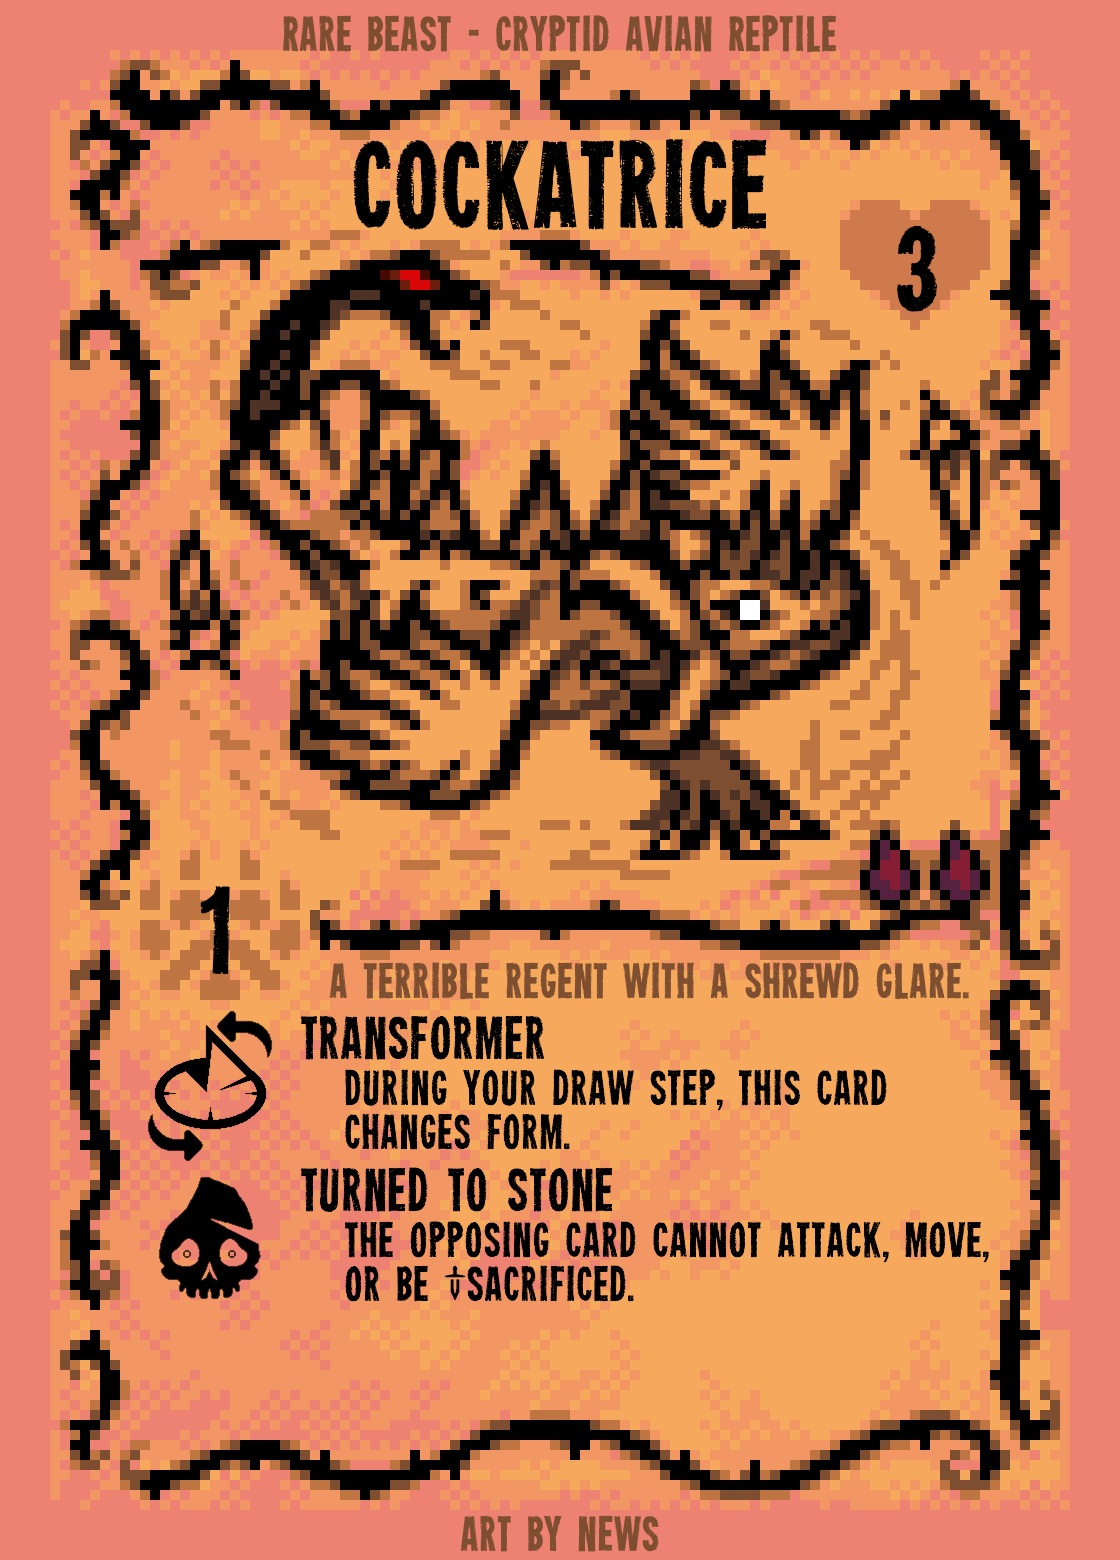 RARE BEAST - CRYPTID AVIAN REPTILE
COCKATRICE
3
1
A TERRIBLE REGENT WITH A SHREWD GLARE.
TRANSFORMER
DURING YOUR DRAW STEP, THIS CARD
CHANGES FORM.
TURNED TO STONE
THE OPPOSING CARD CANNOT ATTACK, MOVE,
OR BE SACRIFICED.
ART BY NEWS